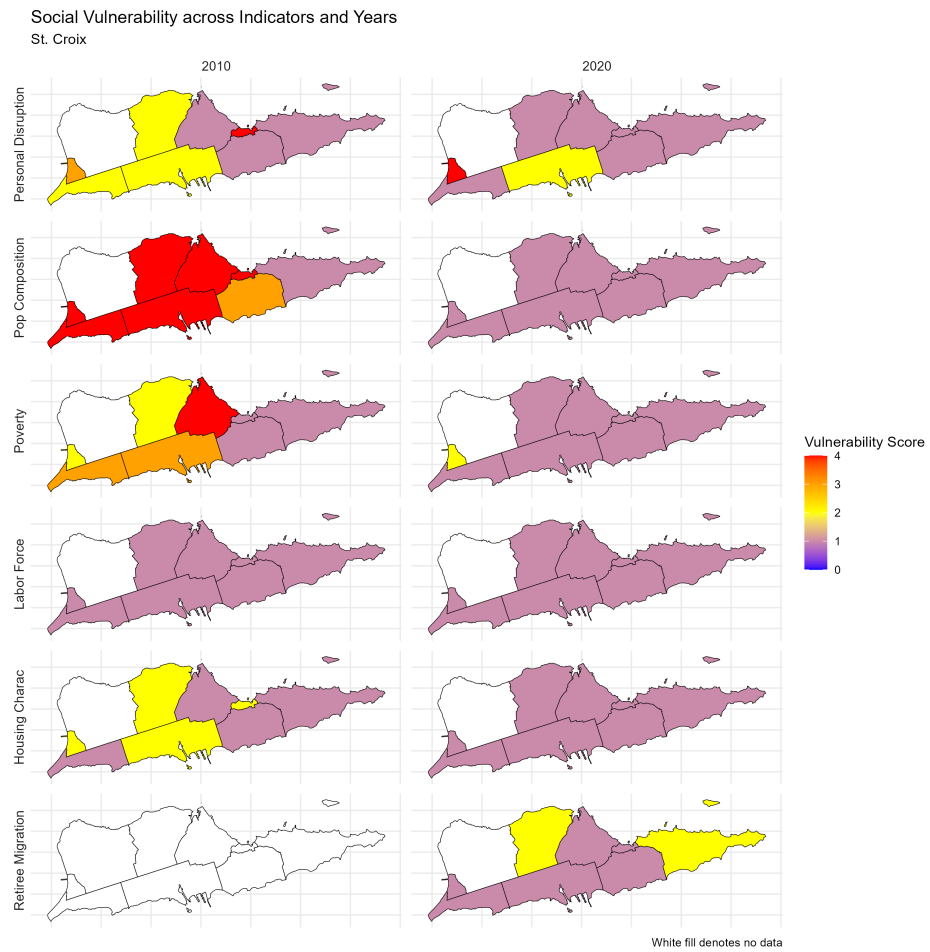 Social Vulnerability across Indicators and Years
St. Croix
2010
2020
Personal Disruption
Pop Composition
Poverty
Labor Force
Housing Charac
Retiree Migration
Vulnerability Score
4
3
2
1
0
White fill denotes no data